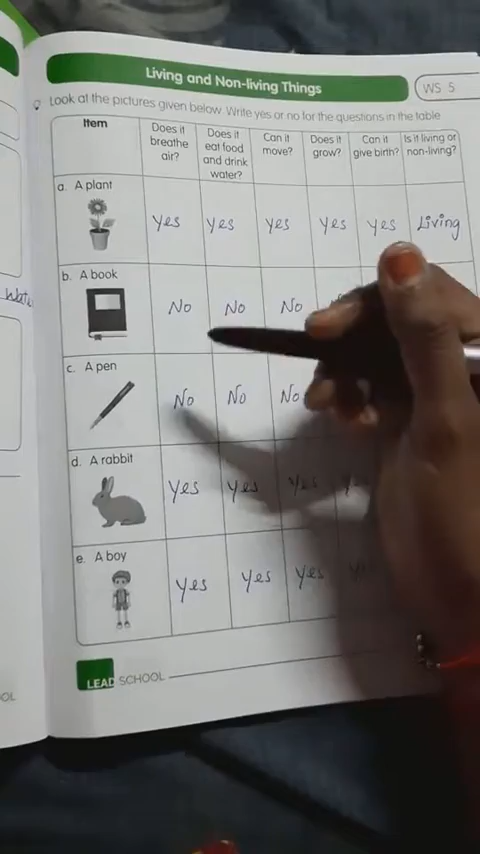 Living and Non-living Things
WS 5
Q Look at the pictures given below. Write yes or no for the questions in the table
Item
Does it breathe air?
Does it eat food and drink water?
Can it move?
Does it grow?
Can it give birth?
Is it living or non-living?
a. A plant
Yes Yes Yes Yes Yes Living
b. A book
No No No
c. A pen
No No No
d. A rabbit
Yes Yes Yes
e. A boy
Yes Yes Yes
LEAD SCHOOL
Wate
OL